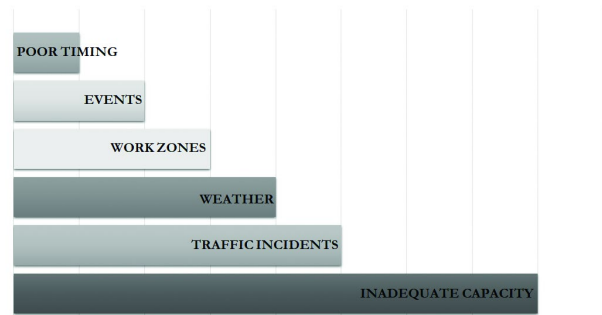 POOR TIMING
EVENTS
WORK ZONES
WEATHER
TRAFFIC INCIDENTS
INADEQUATE CAPACITY